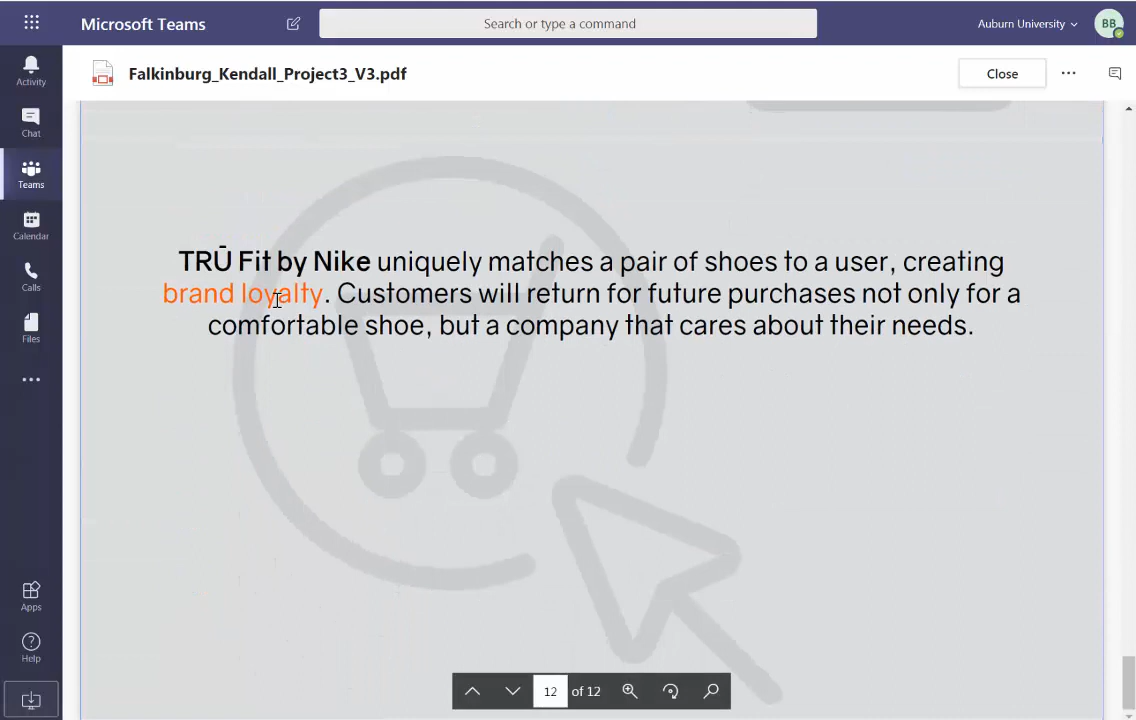 Microsoft Teams
Search or type a command
Auburn University
BB
Activity
Chat
Teams
Calendar
Calls
Files
Apps
Help
Falkinburg_Kendall_Project3_V3.pdf
Close
TRŪ Fit by Nike uniquely matches a pair of shoes to a user, creating
brand loyalty. Customers will return for future purchases not only for a
comfortable shoe, but a company that cares about their needs.
12 of 12